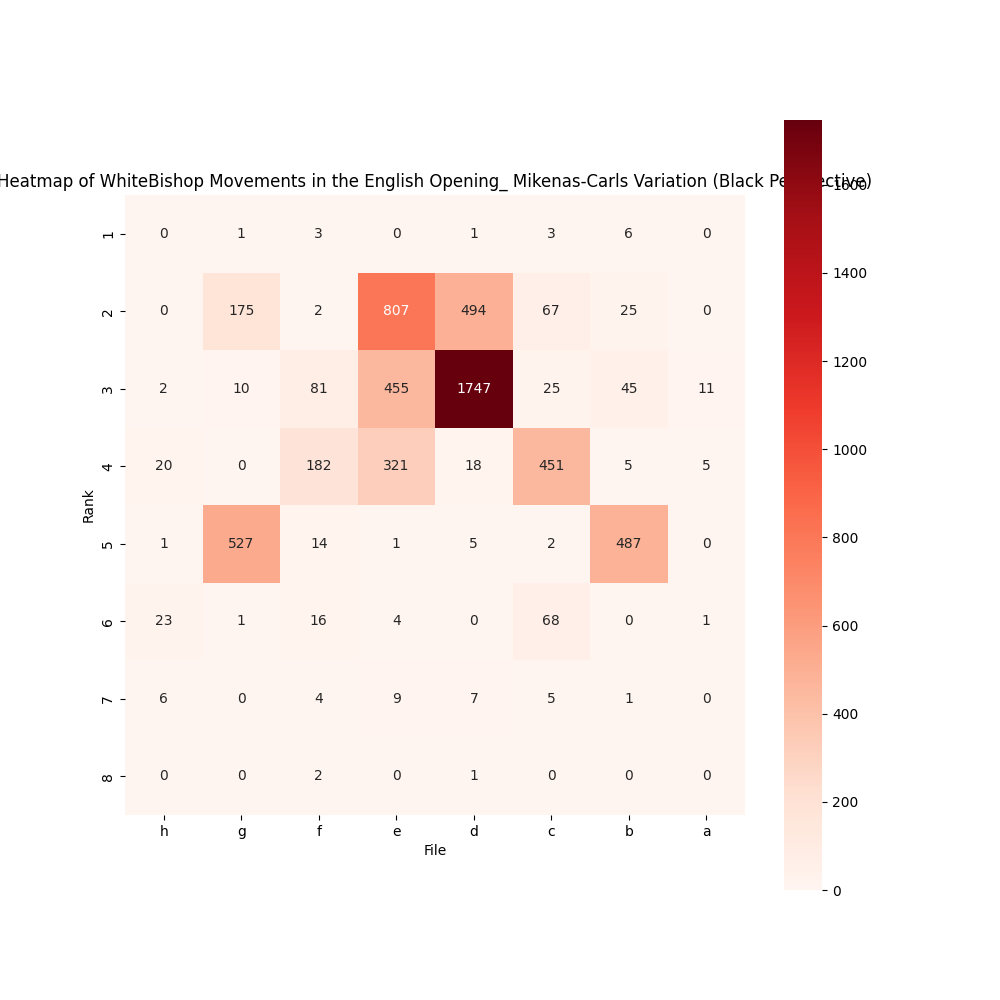 Heatmap of WhiteBishop Movements in the English Opening_ Mikenas-Carls Variation (Black Perspective)
1 0 1 3 0 1 3 6 0
2 0 175 2 807 494 67 25 0
3 2 10 81 455 1747 25 45 11
4 20 0 182 321 18 451 5 5
5 1 527 14 1 5 2 487 0
6 23 1 16 4 0 68 0 1
7 6 0 4 9 7 5 1 0
8 0 0 2 0 1 0 0 0
h g f e d c b a
Rank
File
1600
1400
1200
1000
800
600
400
200
0